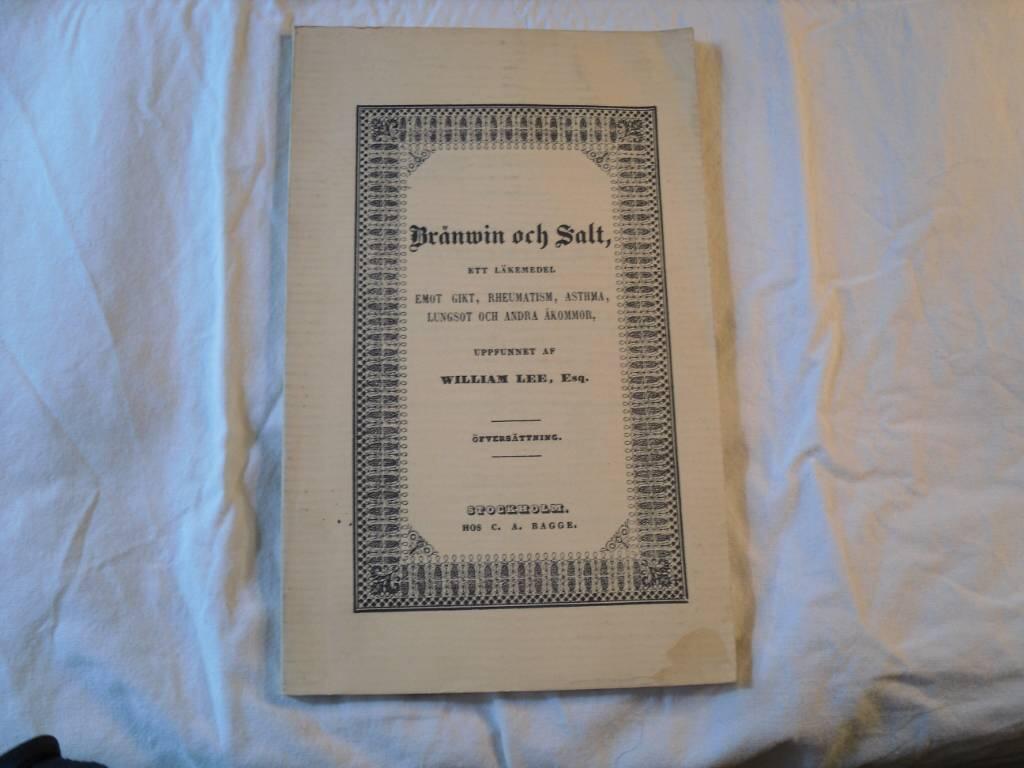 Bränwin och Salt,
ETT LÄKEMEDEL
EMOT GIKT, RHEUMATISM, ASTHMA,
LUNGSOT OCH ANDRA ÅKOMMOR,
UPPFUNNET AF
WILLIAM LEE, Esq.
ÖFVERSÄTTNING.
STOCKHOLM.
HOS C. A. BAGGE.